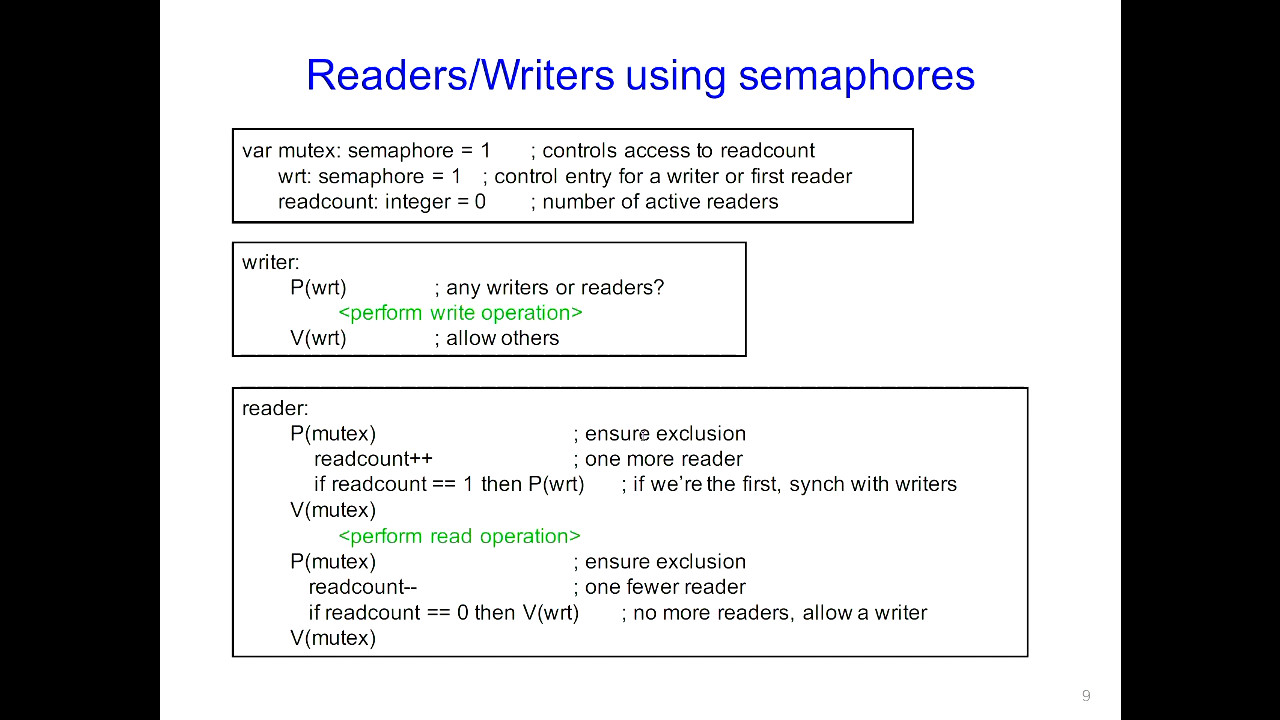 Readers/Writers using semaphores
var mutex: semaphore = 1 ; controls access to readcount
wrt: semaphore = 1 ; control entry for a writer or first reader
readcount: integer = 0 ; number of active readers
writer:
P(wrt) ; any writers or readers?
<perform write operation>
V(wrt) ; allow others
reader:
P(mutex) ; ensure exclusion
readcount++ ; one more reader
if readcount == 1 then P(wrt) ; if we’re the first, synch with writers
V(mutex)
<perform read operation>
P(mutex) ; ensure exclusion
readcount-- ; one fewer reader
if readcount == 0 then V(wrt) ; no more readers, allow a writer
V(mutex)
9